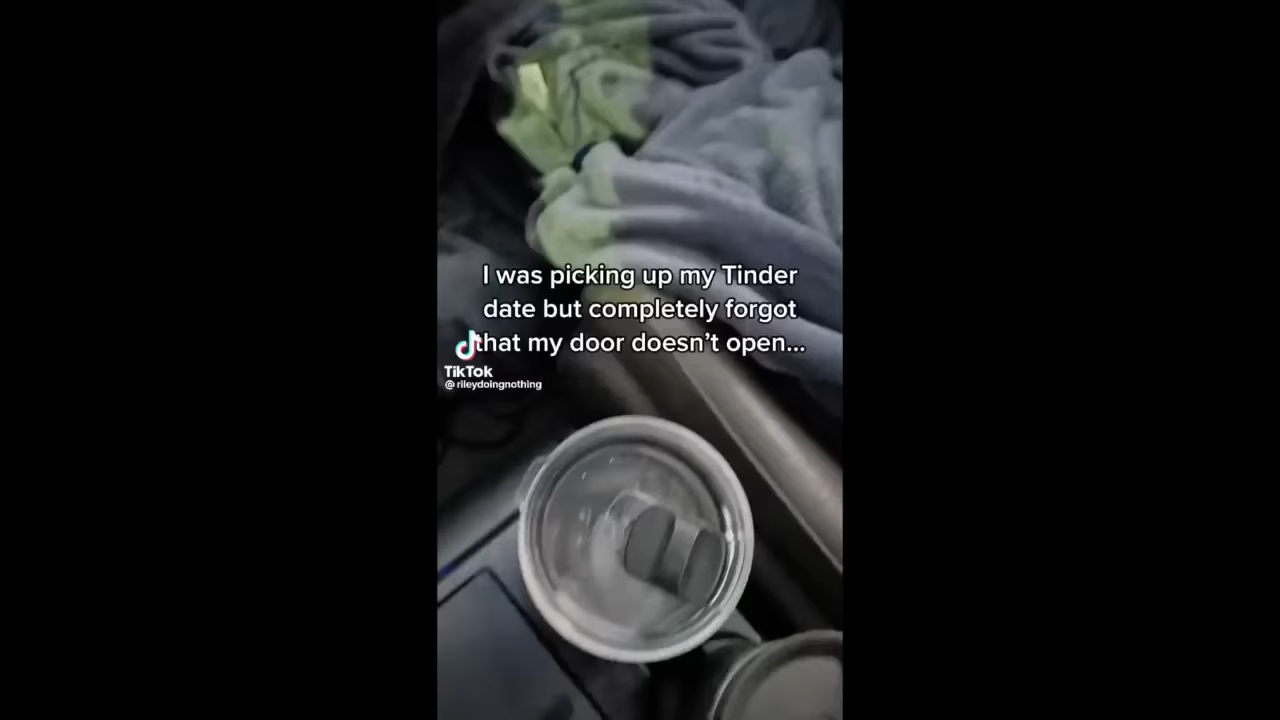 I was picking up my Tinder
date but completely forgot
that my door doesn't open...
TikTok
@rileydoingnothing